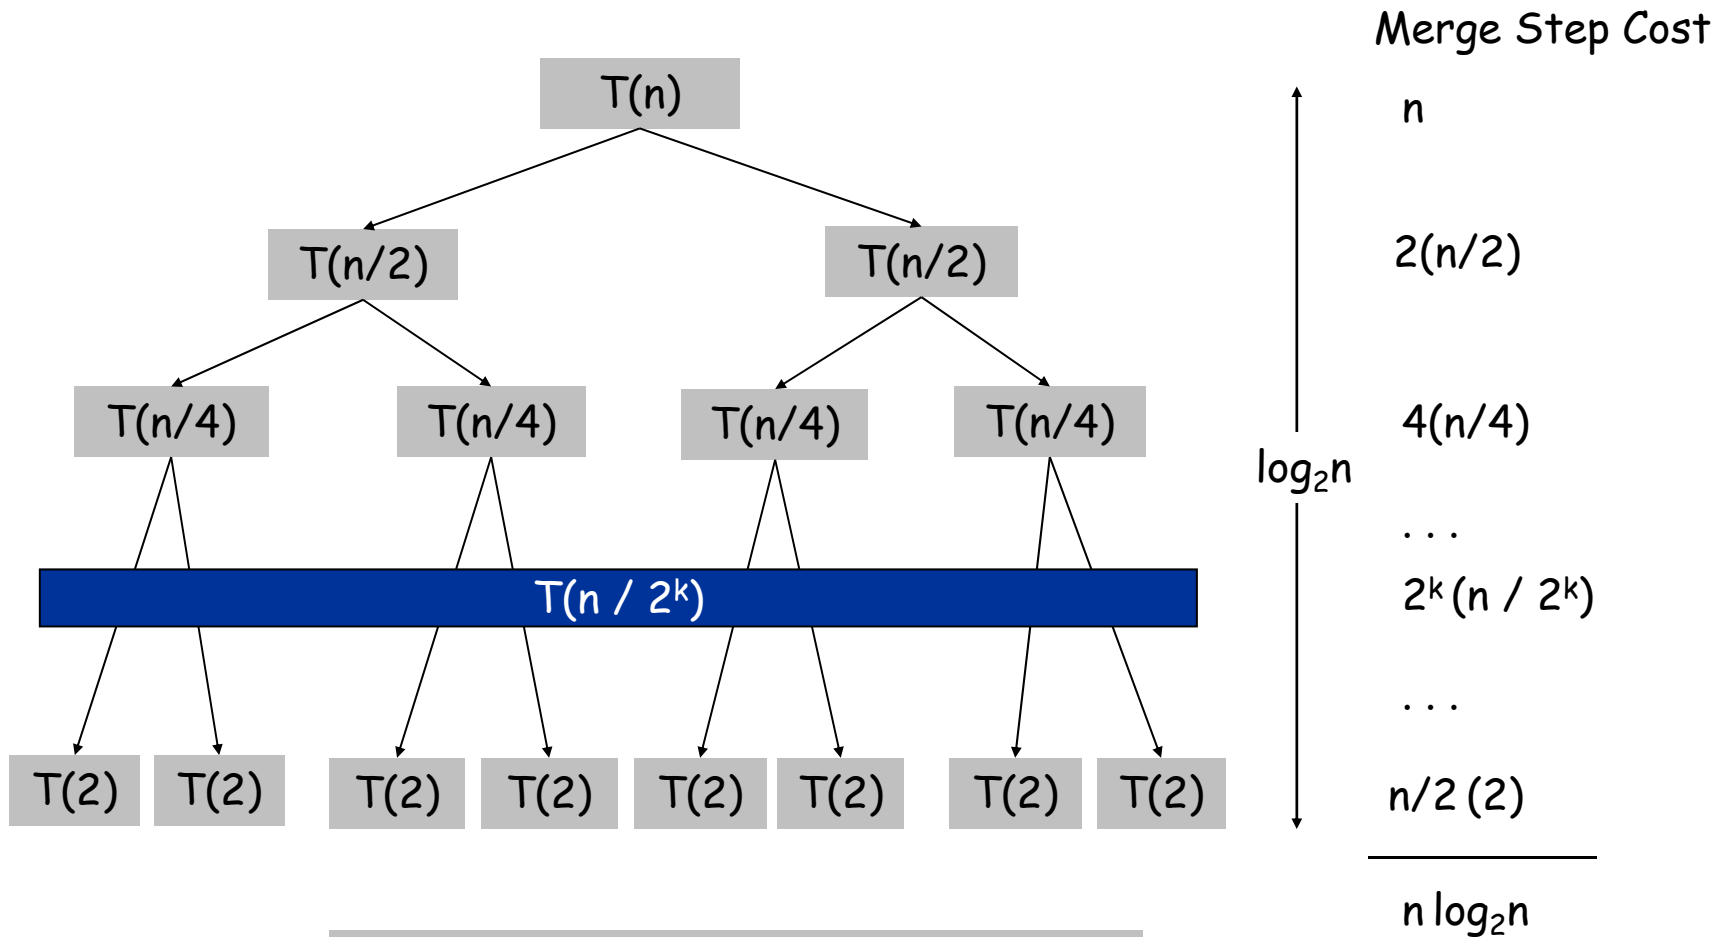 Merge Step Cost
T(n)
n
T(n/2) T(n/2)
2(n/2)
T(n/4) T(n/4) T(n/4) T(n/4)
4(n/4)
log₂n
. . .
T(n / 2ᵏ)
2ᵏ (n / 2ᵏ)
. . .
T(2) T(2) T(2) T(2) T(2) T(2) T(2) T(2)
n/2 (2)
n log₂n